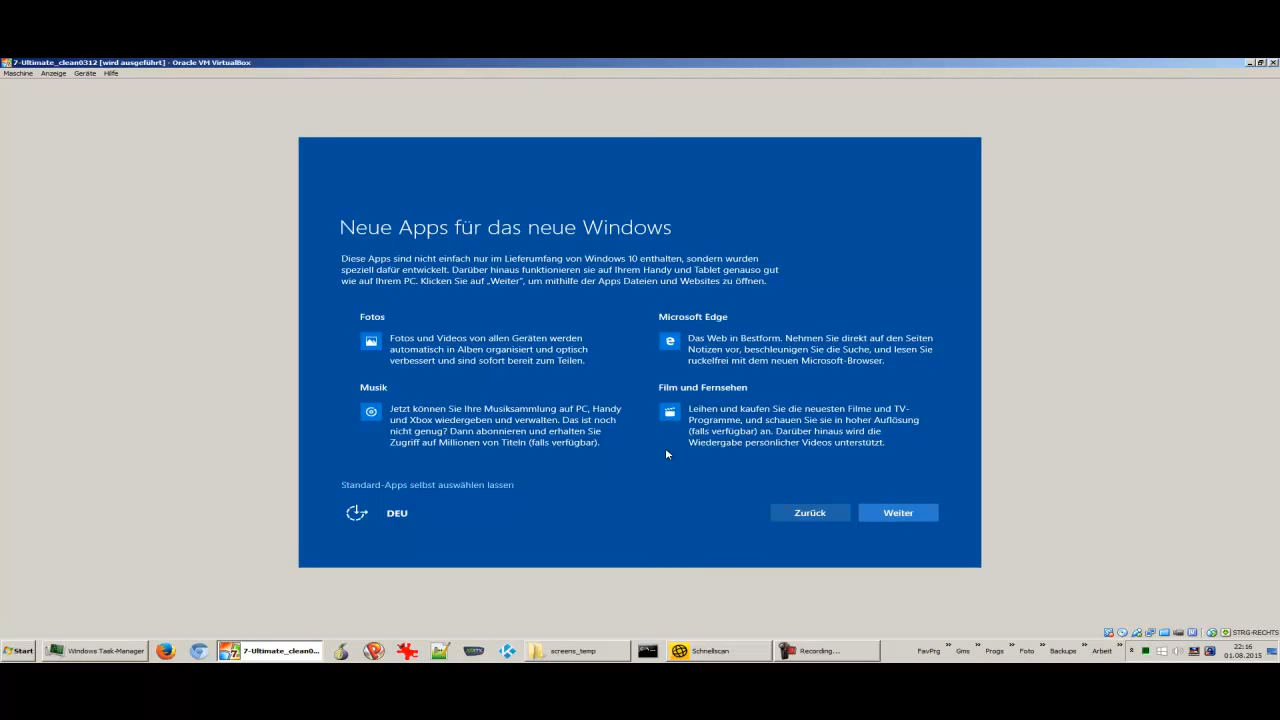 7-Ultimate_clean0312 [wird ausgeführt] - Oracle VM VirtualBox
Maschine Anzeige Geräte Hilfe
Neue Apps für das neue Windows
Diese Apps sind nicht einfach nur im Lieferumfang von Windows 10 enthalten, sondern wurden
speziell dafür entwickelt. Darüber hinaus funktionieren sie auf Ihrem Handy und Tablet genauso gut
wie auf Ihrem PC. Klicken Sie auf „Weiter", um mithilfe der Apps Dateien und Websites zu öffnen.
Fotos
Fotos und Videos von allen Geräten werden
automatisch in Alben organisiert und optisch
verbessert und sind sofort bereit zum Teilen.
Microsoft Edge
Das Web in Bestform. Nehmen Sie direkt auf den Seiten
Notizen vor, beschleunigen Sie die Suche, und lesen Sie
ruckelfrei mit dem neuen Microsoft-Browser.
Musik
Jetzt können Sie Ihre Musiksammlung auf PC, Handy
und Xbox wiedergeben und verwalten. Das ist noch
nicht genug? Dann abonnieren und erhalten Sie
Zugriff auf Millionen von Titeln (falls verfügbar).
Film und Fernsehen
Leihen und kaufen Sie die neuesten Filme und TV-
Programme, und schauen Sie sie in hoher Auflösung
(falls verfügbar) an. Darüber hinaus wird die
Wiedergabe persönlicher Videos unterstützt.
Standard-Apps selbst auswählen lassen
DEU
Zurück Weiter
STRG-RECHTS
Start Windows Task-Manager 7-Ultimate_clean0... screens_temp Schnellscan Recording... FavPrg Gms Progs Foto Backups Arbeit 22:16
01.08.2015